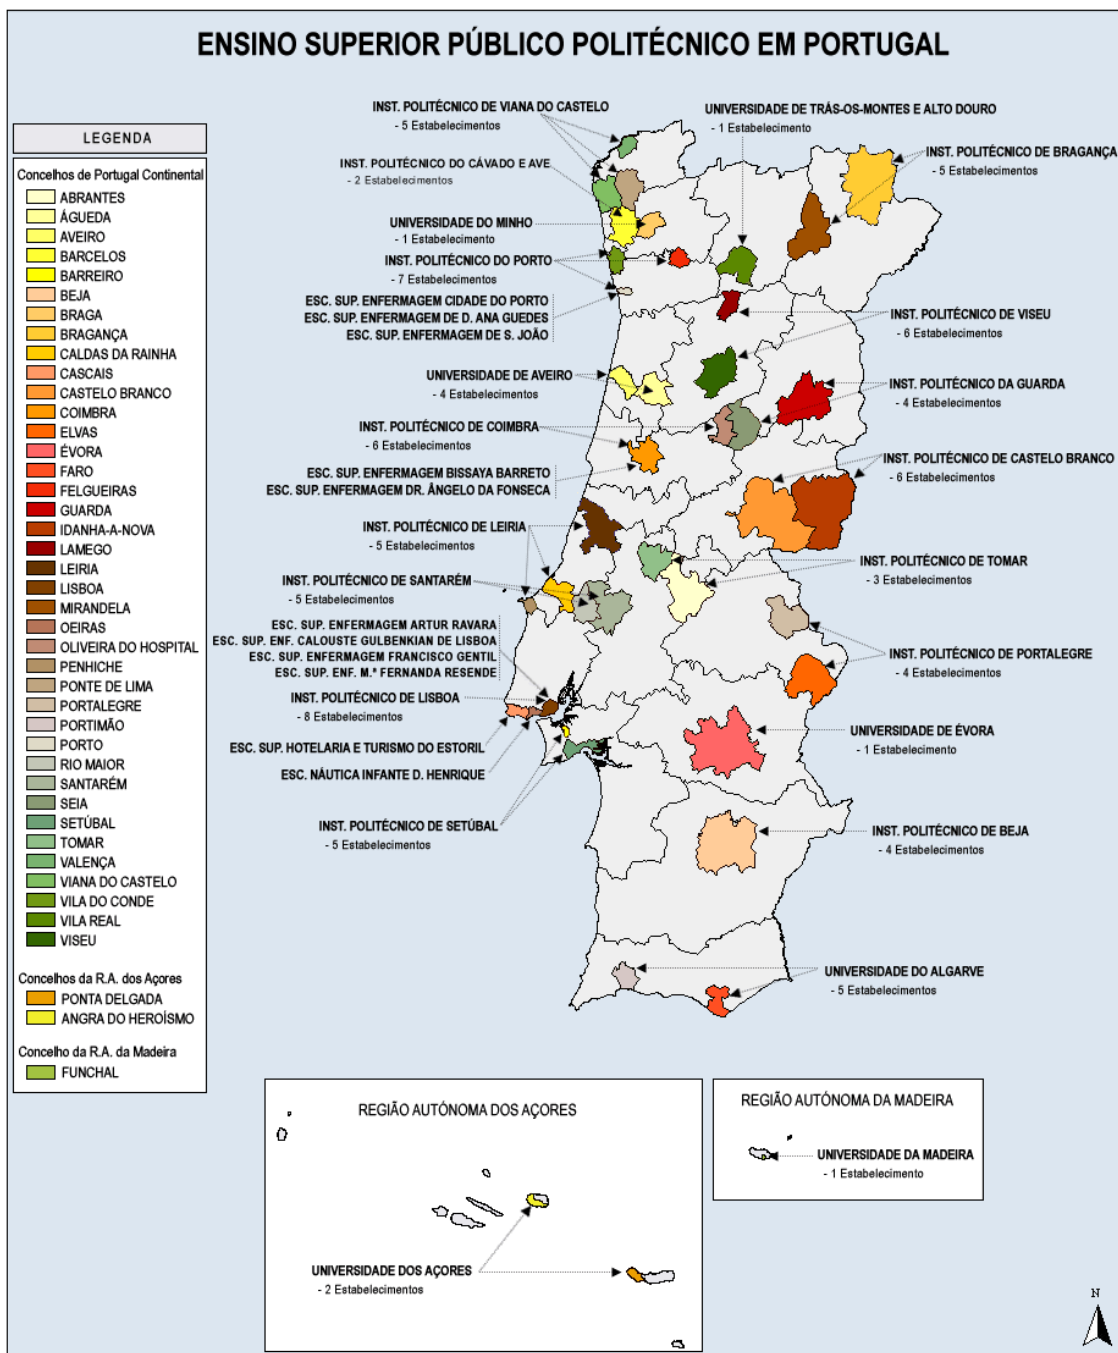 ENSINO SUPERIOR PÚBLICO POLITÉCNICO EM PORTUGAL
LEGENDA
Concelhos de Portugal Continental
ABRANTES
ÁGUEDA
AVEIRO
BARCELOS
BARREIRO
BEJA
BRAGA
BRAGANÇA
CALDAS DA RAINHA
CASCAIS
CASTELO BRANCO
COIMBRA
ELVAS
ÉVORA
FARO
FELGUEIRAS
GUARDA
IDANHA-A-NOVA
LAMEGO
LEIRIA
LISBOA
MIRANDELA
OEIRAS
OLIVEIRA DO HOSPITAL
PENHICHE
PONTE DE LIMA
PORTALEGRE
PORTIMÃO
PORTO
RIO MAIOR
SANTARÉM
SEIA
SETÚBAL
TOMAR
VALENÇA
VIANA DO CASTELO
VILA DO CONDE
VILA REAL
VISEU
Concelhos da R.A. dos Açores
PONTA DELGADA
ANGRA DO HEROÍSMO
Concelho da R.A. da Madeira
FUNCHAL
INST. POLITÉCNICO DE VIANA DO CASTELO
- 5 Estabelecimentos
INST. POLITÉCNICO DO CÁVADO E AVE
- 2 Estabelecimentos
UNIVERSIDADE DO MINHO
- 1 Estabelecimento
INST. POLITÉCNICO DO PORTO
- 7 Estabelecimentos
ESC. SUP. ENFERMAGEM CIDADE DO PORTO
ESC. SUP. ENFERMAGEM DE D. ANA GUEDES
ESC. SUP. ENFERMAGEM DE S. JOÃO
UNIVERSIDADE DE AVEIRO
- 4 Estabelecimentos
INST. POLITÉCNICO DE COIMBRA
- 6 Estabelecimentos
ESC. SUP. ENFERMAGEM BISSAYA BARRETO
ESC. SUP. ENFERMAGEM DR. ÂNGELO DA FONSECA
INST. POLITÉCNICO DE LEIRIA
- 5 Estabelecimentos
INST. POLITÉCNICO DE SANTARÉM
- 5 Estabelecimentos
ESC. SUP. ENFERMAGEM ARTUR RAVARA
ESC. SUP. ENF. CALOUSTE GULBENKIAN DE LISBOA
ESC. SUP. ENFERMAGEM FRANCISCO GENTIL
ESC. SUP. ENF. M.ª FERNANDA RESENDE
INST. POLITÉCNICO DE LISBOA
- 8 Estabelecimentos
ESC. SUP. HOTELARIA E TURISMO DO ESTORIL
ESC. NÁUTICA INFANTE D. HENRIQUE
INST. POLITÉCNICO DE SETÚBAL
- 5 Estabelecimentos
UNIVERSIDADE DE TRÁS-OS-MONTES E ALTO DOURO
- 1 Estabelecimento
INST. POLITÉCNICO DE BRAGANÇA
- 5 Estabelecimentos
INST. POLITÉCNICO DE VISEU
- 6 Estabelecimentos
INST. POLITÉCNICO DA GUARDA
- 4 Estabelecimentos
INST. POLITÉCNICO DE CASTELO BRANCO
- 6 Estabelecimentos
INST. POLITÉCNICO DE TOMAR
- 3 Estabelecimentos
INST. POLITÉCNICO DE PORTALEGRE
- 4 Estabelecimentos
UNIVERSIDADE DE ÉVORA
- 1 Estabelecimento
INST. POLITÉCNICO DE BEJA
- 4 Estabelecimentos
UNIVERSIDADE DO ALGARVE
- 5 Estabelecimentos
REGIÃO AUTÓNOMA DOS AÇORES
UNIVERSIDADE DOS AÇORES
- 2 Estabelecimentos
REGIÃO AUTÓNOMA DA MADEIRA
UNIVERSIDADE DA MADEIRA
- 1 Estabelecimento
N